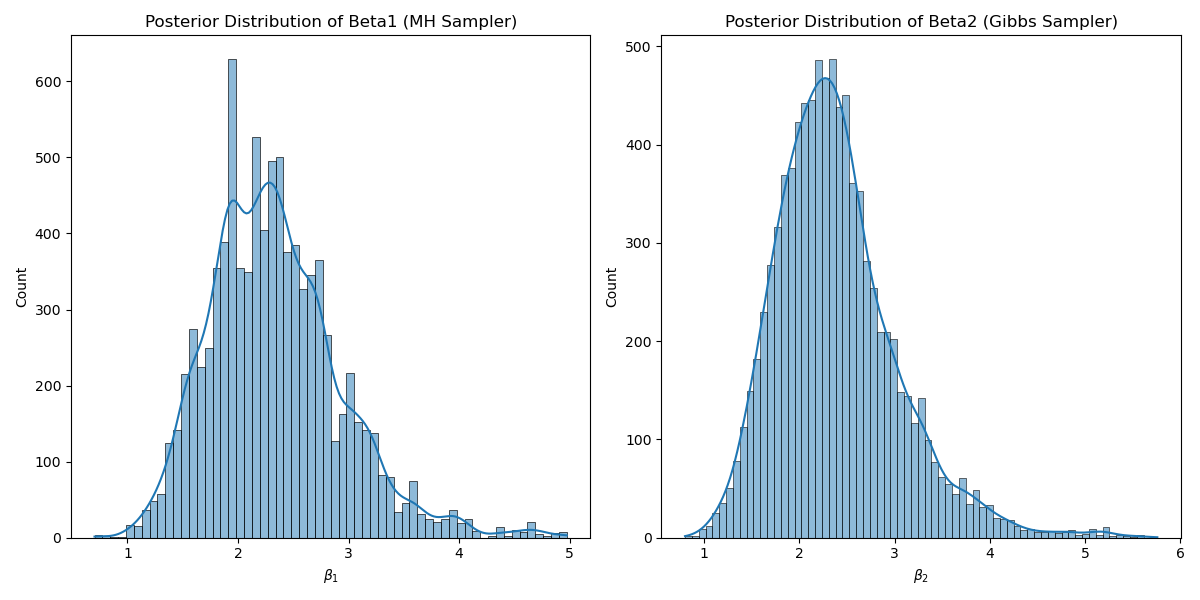 Posterior Distribution of Beta1 (MH Sampler)
600
500
400
300
200
100
0
Count
1 2 3 4 5
β₁
Posterior Distribution of Beta2 (Gibbs Sampler)
500
400
300
200
100
0
Count
1 2 3 4 5 6
β₂